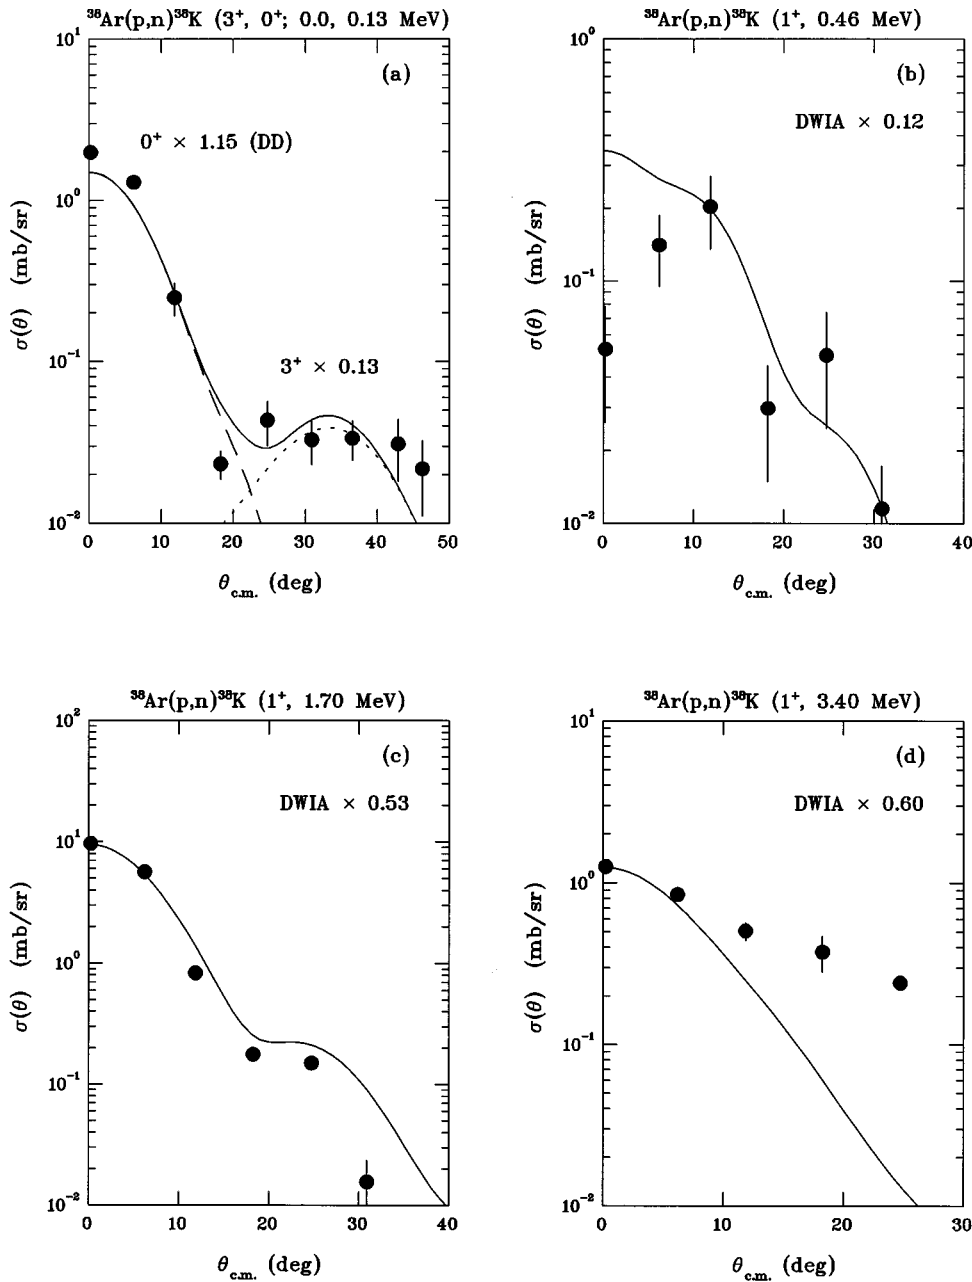 ³⁸Ar(p,n)³⁸K (3⁺, 0⁺; 0.0, 0.13 MeV)
(a)
0⁺ × 1.15 (DD)
3⁺ × 0.13
10¹
10⁰
10⁻¹
10⁻²
σ(θ) (mb/sr)
0 10 20 30 40 50
θc.m. (deg)
³⁸Ar(p,n)³⁸K (1⁺, 0.46 MeV)
(b)
DWIA × 0.12
10⁰
10⁻¹
10⁻²
σ(θ) (mb/sr)
0 10 20 30 40
θc.m. (deg)
³⁸Ar(p,n)³⁸K (1⁺, 1.70 MeV)
(c)
DWIA × 0.53
10²
10¹
10⁰
10⁻¹
10⁻²
σ(θ) (mb/sr)
0 10 20 30 40
θc.m. (deg)
³⁸Ar(p,n)³⁸K (1⁺, 3.40 MeV)
(d)
DWIA × 0.60
10¹
10⁰
10⁻¹
10⁻²
σ(θ) (mb/sr)
0 10 20 30
θc.m. (deg)